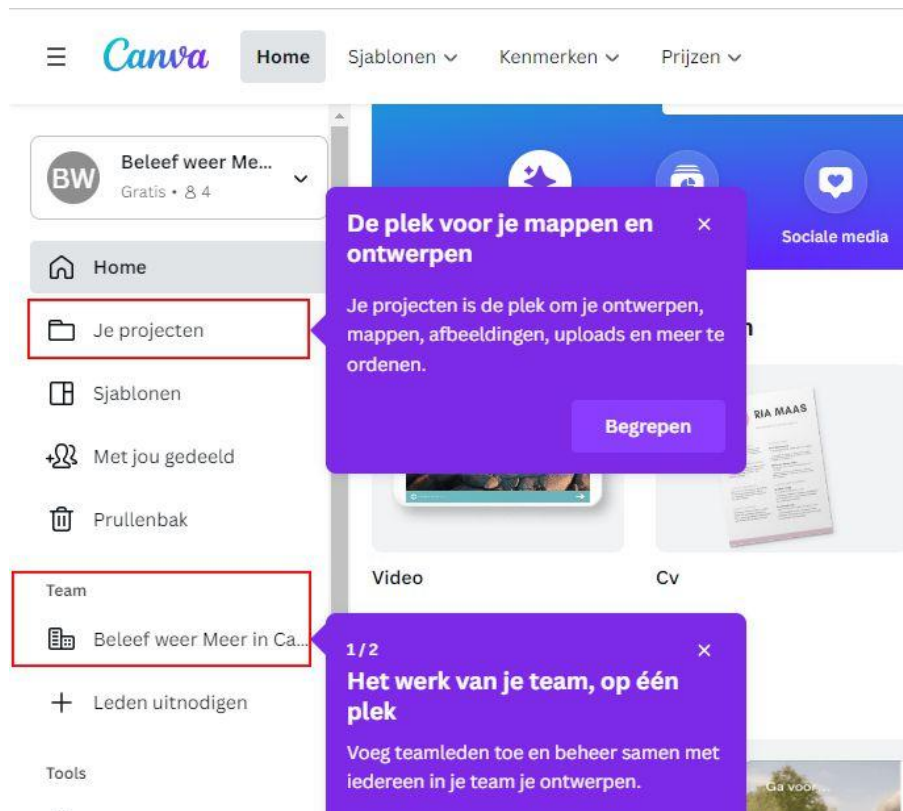 Canva
Home
Sjablonen
Kenmerken
Prijzen
BW
Beleef weer Me...
Gratis • 4
Home
Je projecten
Sjablonen
Met jou gedeeld
Prullenbak
Team
Beleef weer Meer in Ca...
Leden uitnodigen
Tools
Sociale media
De plek voor je mappen en
ontwerpen
Je projecten is de plek om je ontwerpen,
mappen, afbeeldingen, uploads en meer te
ordenen.
Begrepen
RIA MAAS
Video
Cv
1/2
Het werk van je team, op één
plek
Voeg teamleden toe en beheer samen met
iedereen in je team je ontwerpen.
Ga voor...